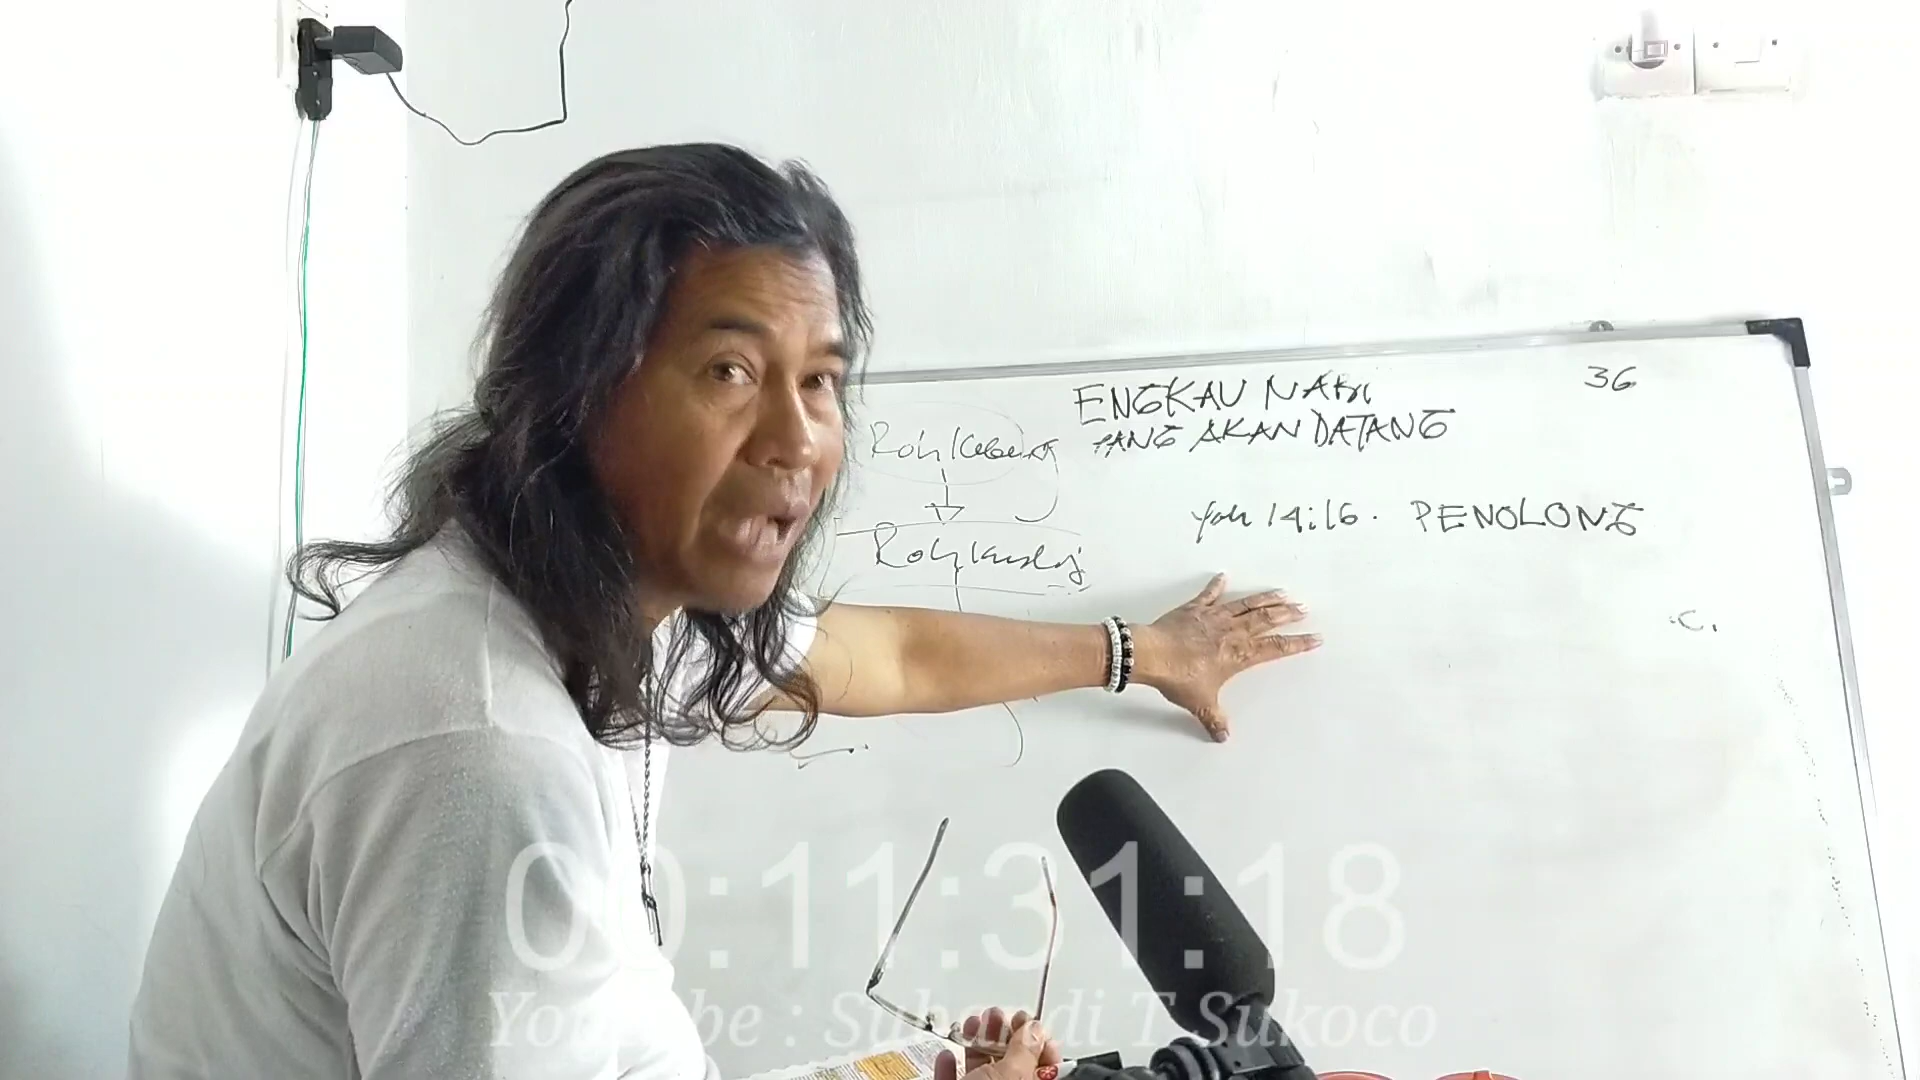 ENGKAU NABI
YANG AKAN DATANG
36
Roh Kebenaran
Roh Kudus
Yoh 14:16. PENOLONG
C.
00:11:31:18
Youtube : Suhandi T Sukoco